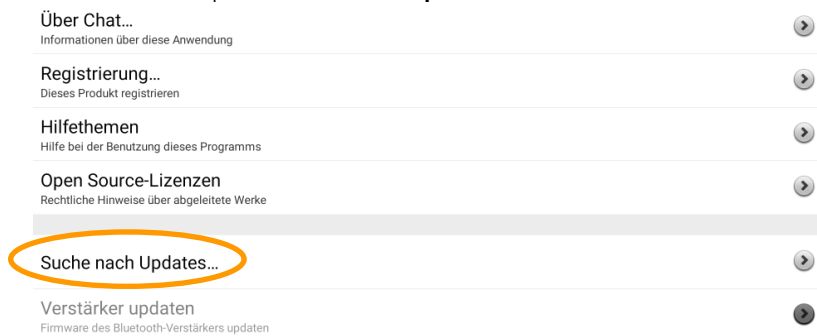 Über Chat...
Informationen über diese Anwendung
Registrierung...
Dieses Produkt registrieren
Hilfethemen
Hilfe bei der Benutzung dieses Programms
Open Source-Lizenzen
Rechtliche Hinweise über abgeleitete Werke
Suche nach Updates...
Verstärker updaten
Firmware des Bluetooth-Verstärkers updaten